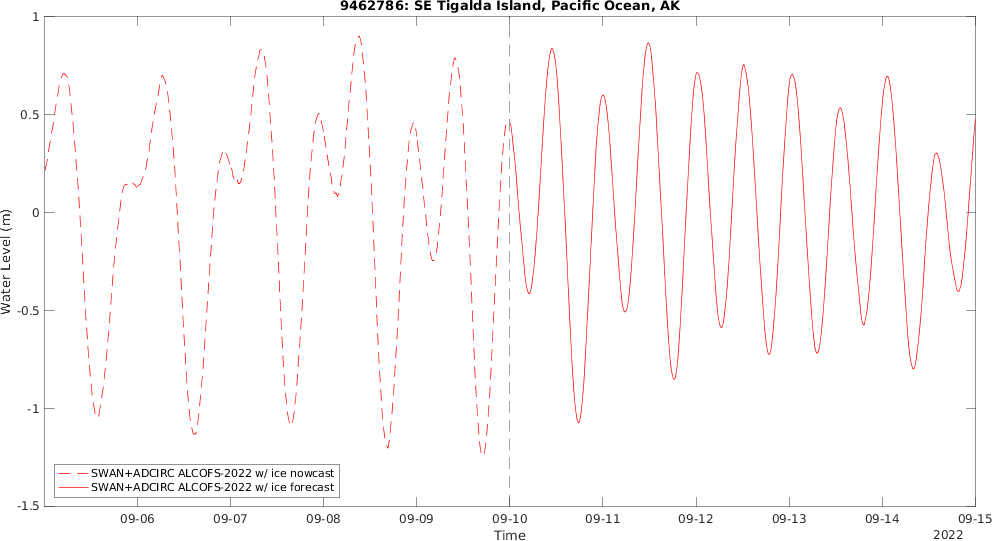 9462786: SE Tigalda Island, Pacific Ocean, AK
1
0.5
0
-0.5
-1
-1.5
Water Level (m)
SWAN+ADCIRC ALCOFS-2022 w/ ice nowcast
SWAN+ADCIRC ALCOFS-2022 w/ ice forecast
09-06 09-07 09-08 09-09 09-10 09-11 09-12 09-13 09-14 09-15
Time
2022